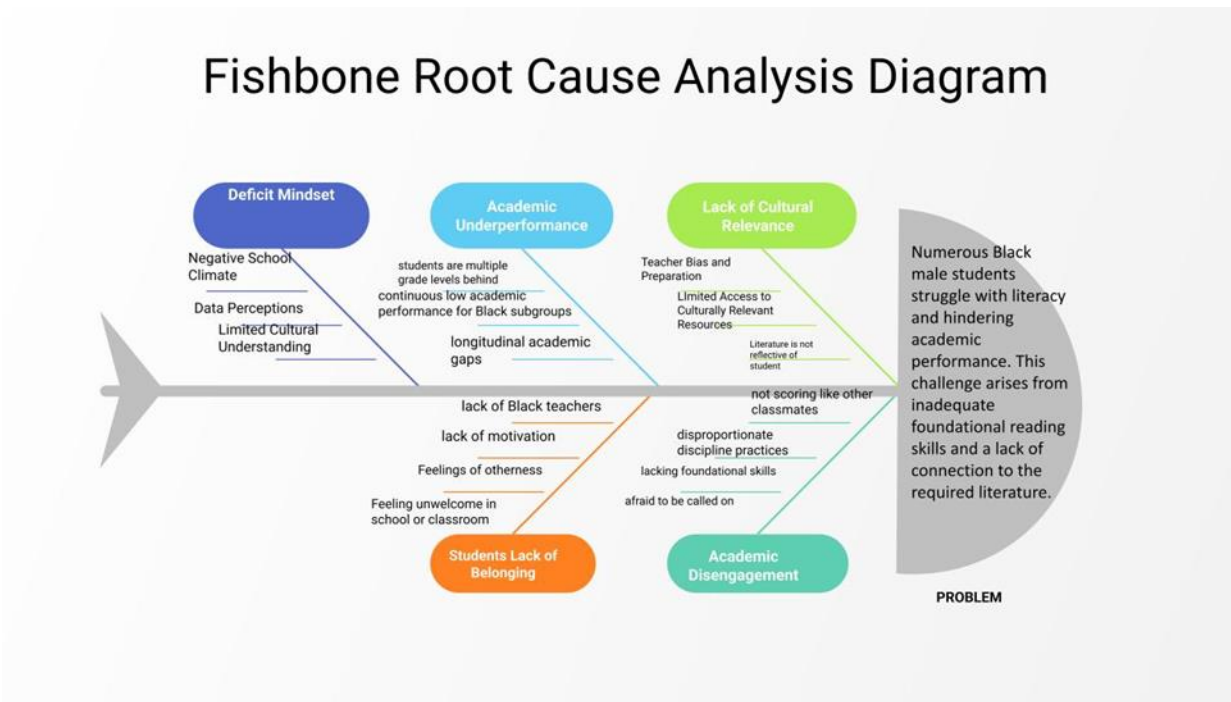 Fishbone Root Cause Analysis Diagram
Deficit Mindset
Negative School
Climate
Data Perceptions
Limited Cultural
Understanding
Academic
Underperformance
students are multiple
grade levels behind
continuous low academic
performance for Black subgroups
longitudinal academic
gaps
Lack of Cultural
Relevance
Teacher Bias and
Preparation
LImited Access to
Culturally Relevant
Resources
Literature is not
reflective of
student
lack of Black teachers
lack of motivation
Feelings of otherness
Feeling unwelcome in
school or classroom
Students Lack of
Belonging
not scoring like other
classmates
disproportionate
discipline practices
lacking foundational skills
afraid to be called on
Academic
Disengagement
Numerous Black
male students
struggle with literacy
and hindering
academic
performance. This
challenge arises from
inadequate
foundational reading
skills and a lack of
connection to the
required literature.
PROBLEM